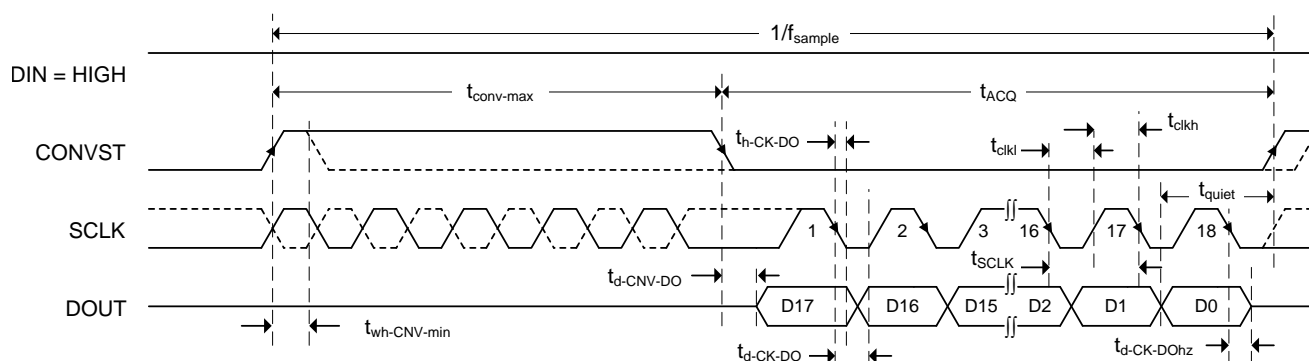 1/fsample
DIN = HIGH
tconv-max
tACQ
tclkh
CONVST
th-CK-DO
tclkl
tquiet
SCLK
1 2 3 16 17 18
tSCLK
td-CNV-DO
DOUT
D17 D16 D15 D2 D1 D0
twh-CNV-min
td-CK-DO
td-CK-DOhz